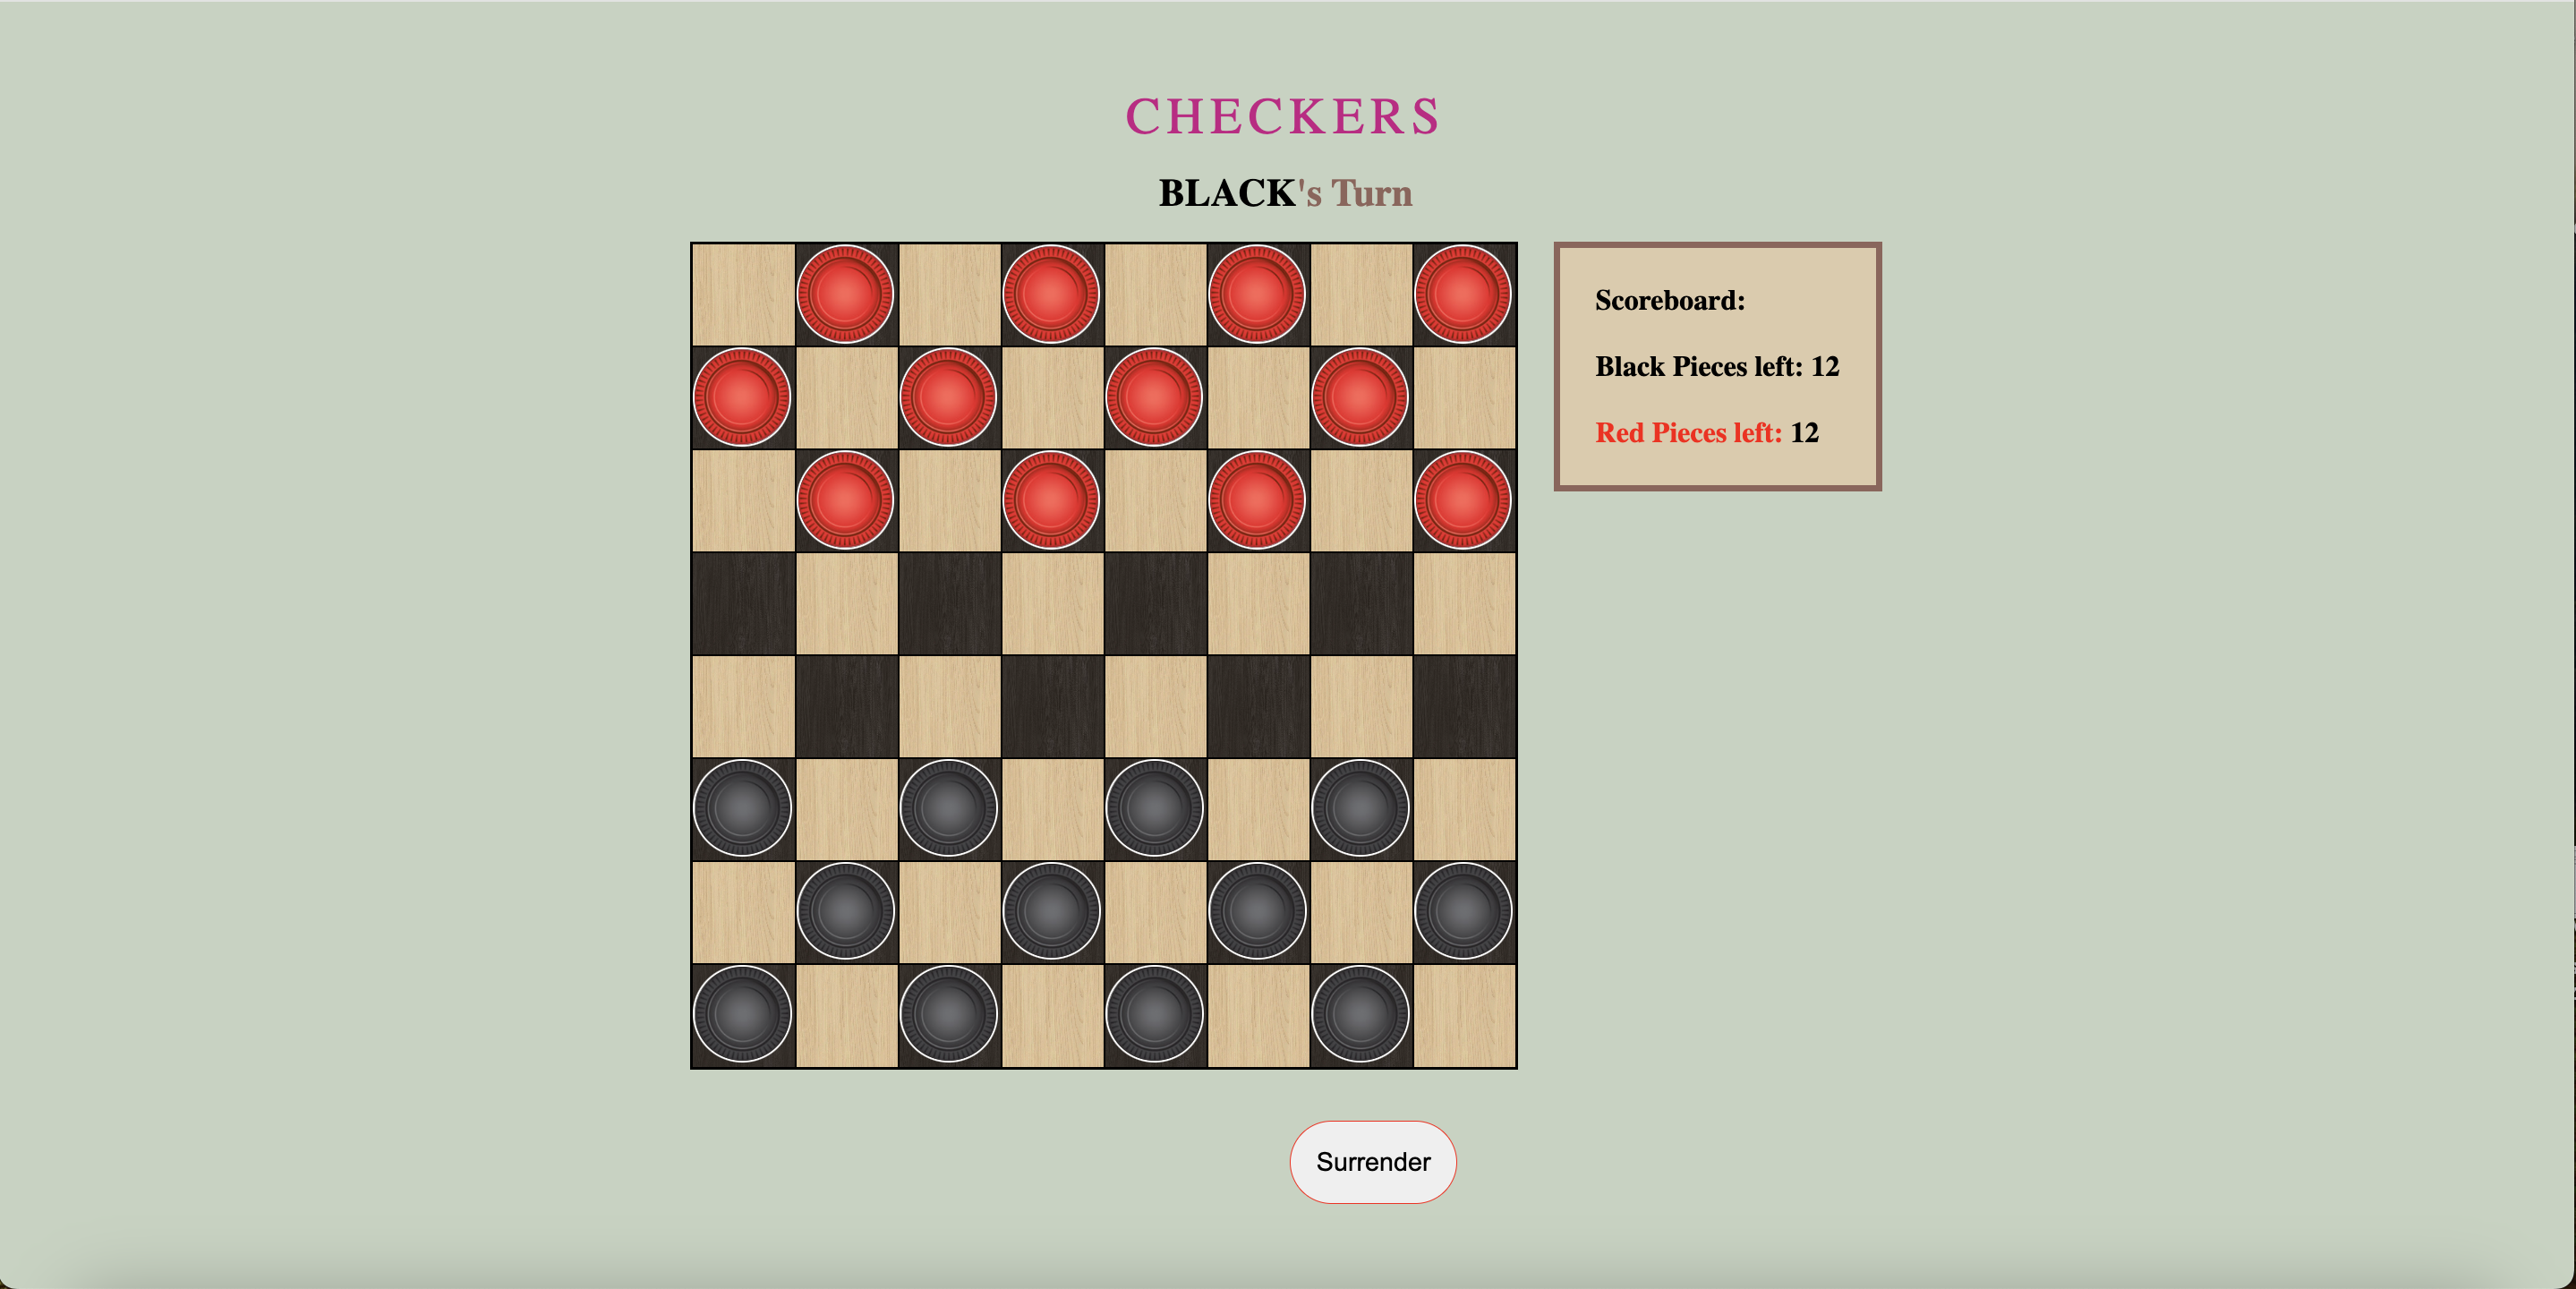 CHECKERS
BLACK's Turn
Scoreboard:
Black Pieces left: 12
Red Pieces left: 12
Surrender